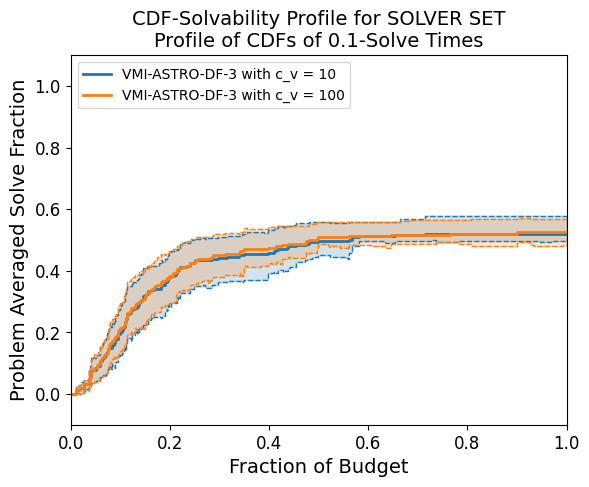 CDF-Solvability Profile for SOLVER SET
Profile of CDFs of 0.1-Solve Times
VMI-ASTRO-DF-3 with c_v = 10
VMI-ASTRO-DF-3 with c_v = 100
Problem Averaged Solve Fraction
1.0
0.8
0.6
0.4
0.2
0.0
0.0 0.2 0.4 0.6 0.8 1.0
Fraction of Budget